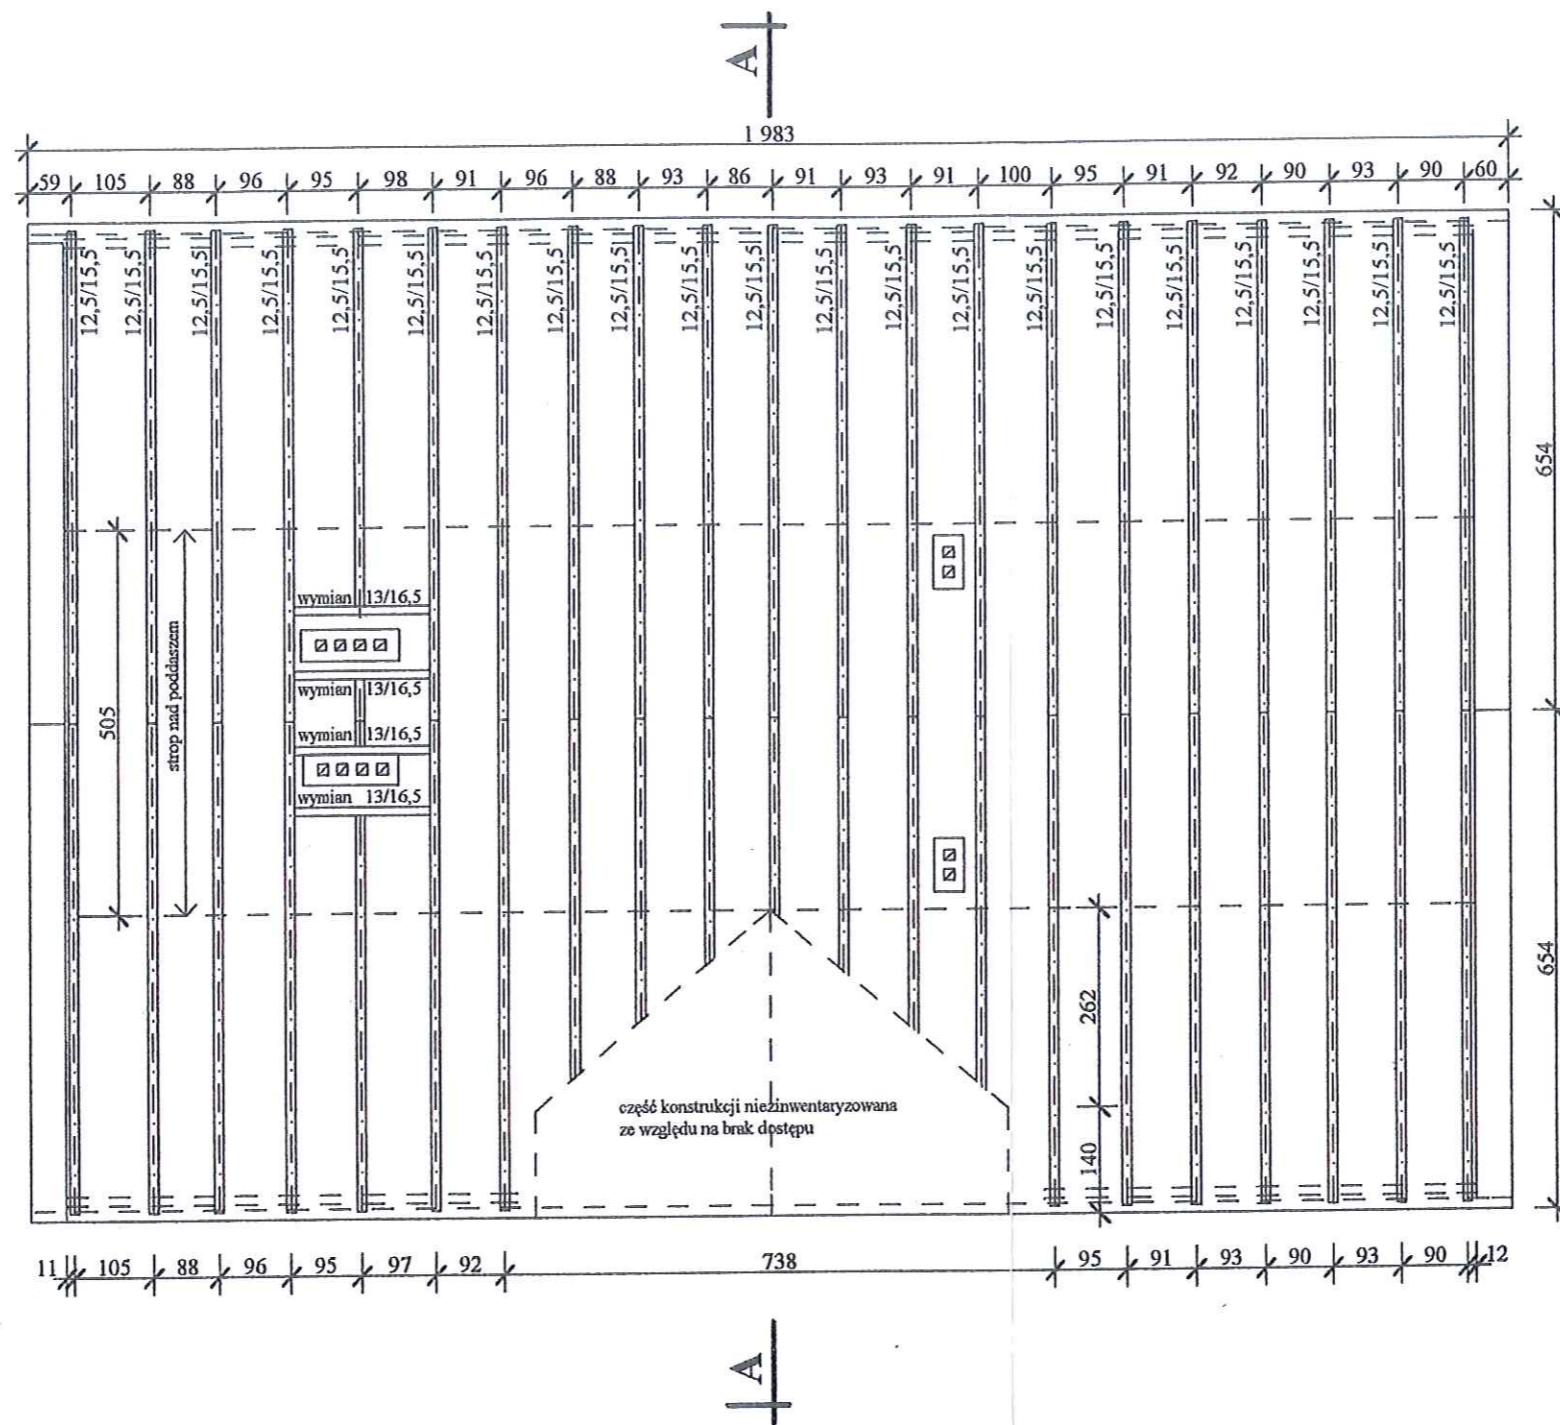 A
1 983
59 105 88 96 95 98 91 96 88 93 86 91 93 91 100 95 91 92 90 93 90 60
12,5/15,5 12,5/15,5 12,5/15,5 12,5/15,5 12,5/15,5 12,5/15,5 12,5/15,5 12,5/15,5 12,5/15,5 12,5/15,5 12,5/15,5 12,5/15,5 12,5/15,5 12,5/15,5 12,5/15,5 12,5/15,5 12,5/15,5 12,5/15,5 12,5/15,5 12,5/15,5 12,5/15,5
654
wymian 13/16,5
wymian 13/16,5
505
strop nad poddaszem
wymian 13/16,5
wymian 13/16,5
654
262
część konstrukcji niezinwentaryzowana
ze względu na brak dostępu
140
11 105 88 96 95 97 92 738 95 91 93 90 93 90 12
A